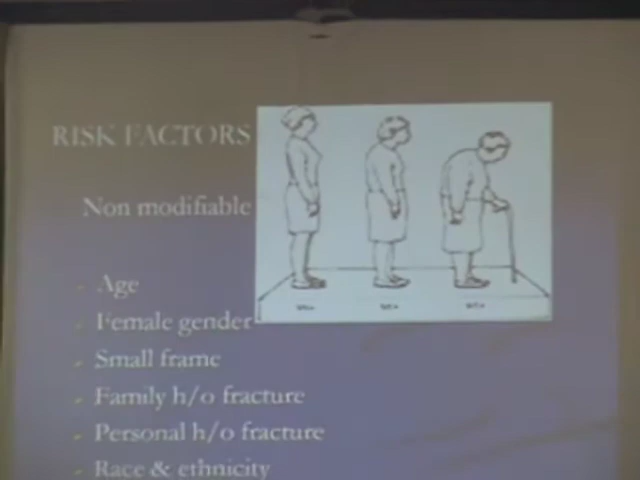 RISK FACTORS
Non modifiable
Age
Female gender
Small frame
Family h/o fracture
Personal h/o fracture
Race & ethnicity